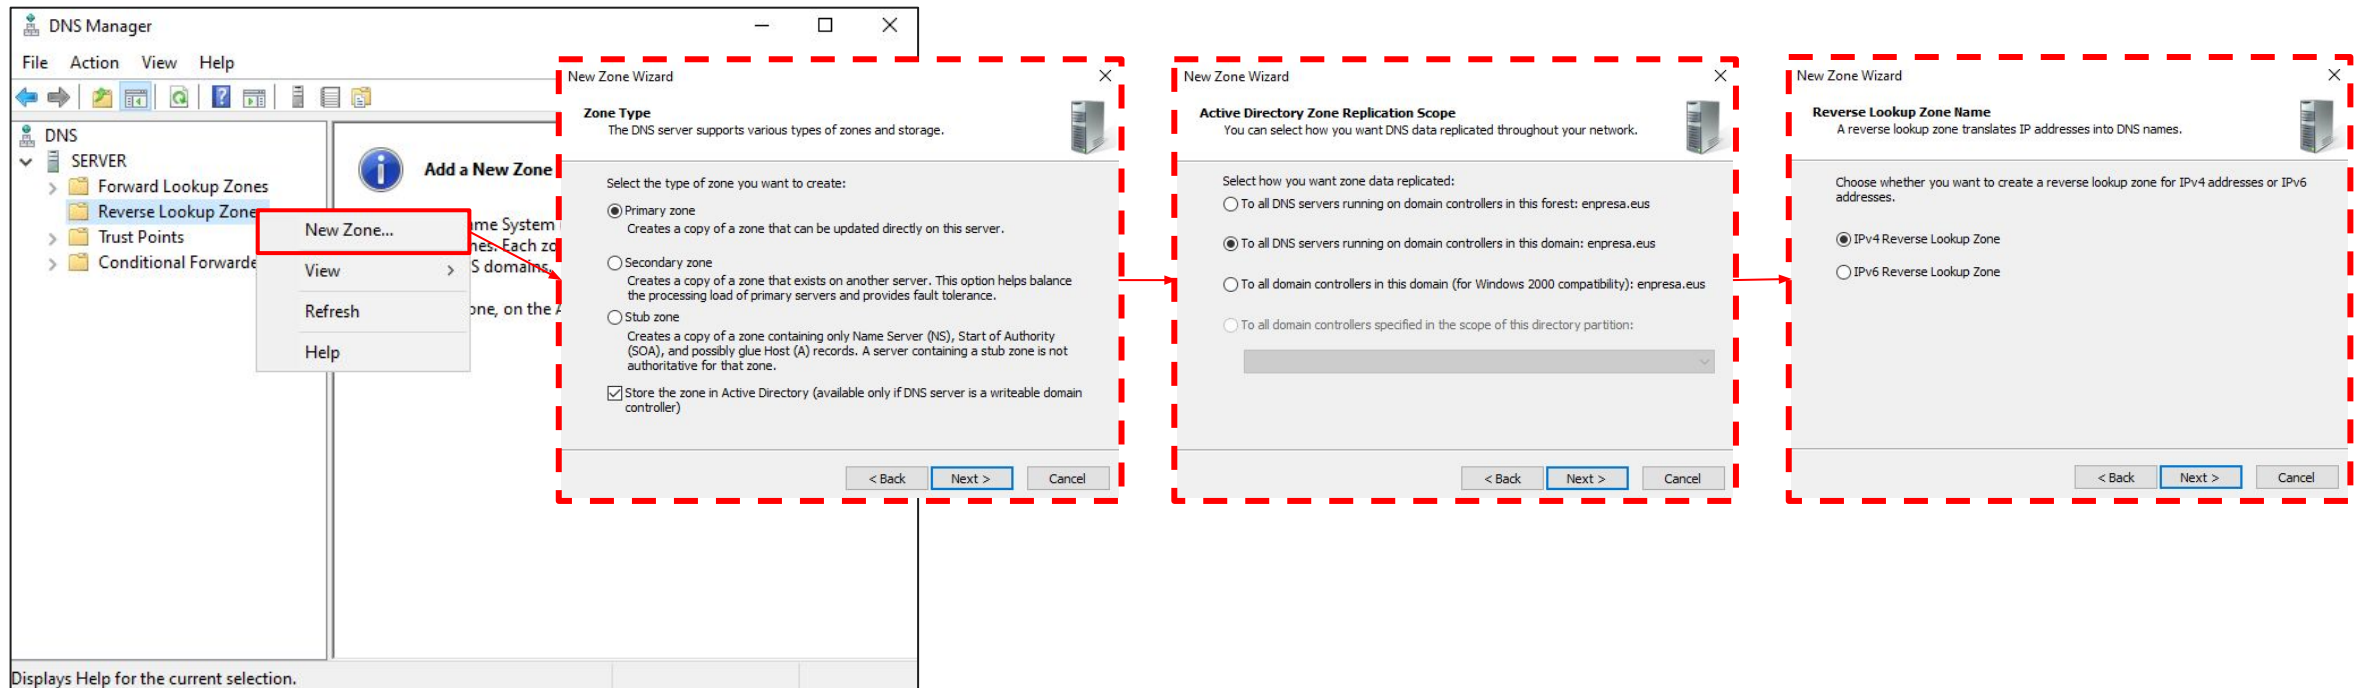 DNS Manager
File Action View Help
DNS
SERVER
Forward Lookup Zones
Reverse Lookup Zone
Trust Points
Conditional Forwarde
New Zone...
View
Refresh
Help
Add a New Zone
me System
nes. Each zo
S domains.
one, on the A
Displays Help for the current selection.
New Zone Wizard
Zone Type
The DNS server supports various types of zones and storage.
Select the type of zone you want to create:
Primary zone
Creates a copy of a zone that can be updated directly on this server.
Secondary zone
Creates a copy of a zone that exists on another server. This option helps balance
the processing load of primary servers and provides fault tolerance.
Stub zone
Creates a copy of a zone containing only Name Server (NS), Start of Authority
(SOA), and possibly glue Host (A) records. A server containing a stub zone is not
authoritative for that zone.
Store the zone in Active Directory (available only if DNS server is a writeable domain
controller)
< Back Next > Cancel
New Zone Wizard
Active Directory Zone Replication Scope
You can select how you want DNS data replicated throughout your network.
Select how you want zone data replicated:
To all DNS servers running on domain controllers in this forest: enpresa.eus
To all DNS servers running on domain controllers in this domain: enpresa.eus
To all domain controllers in this domain (for Windows 2000 compatibility): enpresa.eus
To all domain controllers specified in the scope of this directory partition:
< Back Next > Cancel
New Zone Wizard
Reverse Lookup Zone Name
A reverse lookup zone translates IP addresses into DNS names.
Choose whether you want to create a reverse lookup zone for IPv4 addresses or IPv6
addresses.
IPv4 Reverse Lookup Zone
IPv6 Reverse Lookup Zone
< Back Next > Cancel